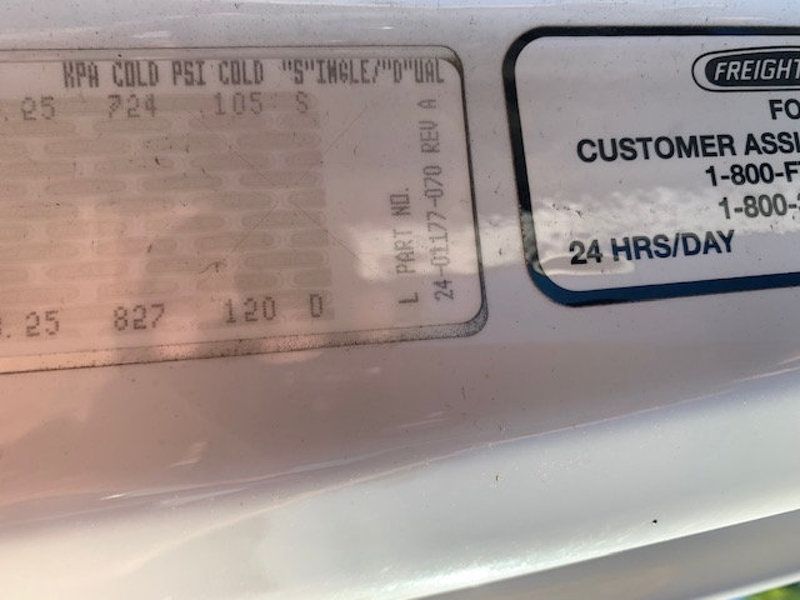 KPA COLD PSI COLD "S"INGLE/"D"UAL
.25 724 105 S
.25 827 120 D
L PART NO.
24-01177-070 REV A
FREIGHT
FO
CUSTOMER ASSI
1-800-F
1-800-
24 HRS/DAY